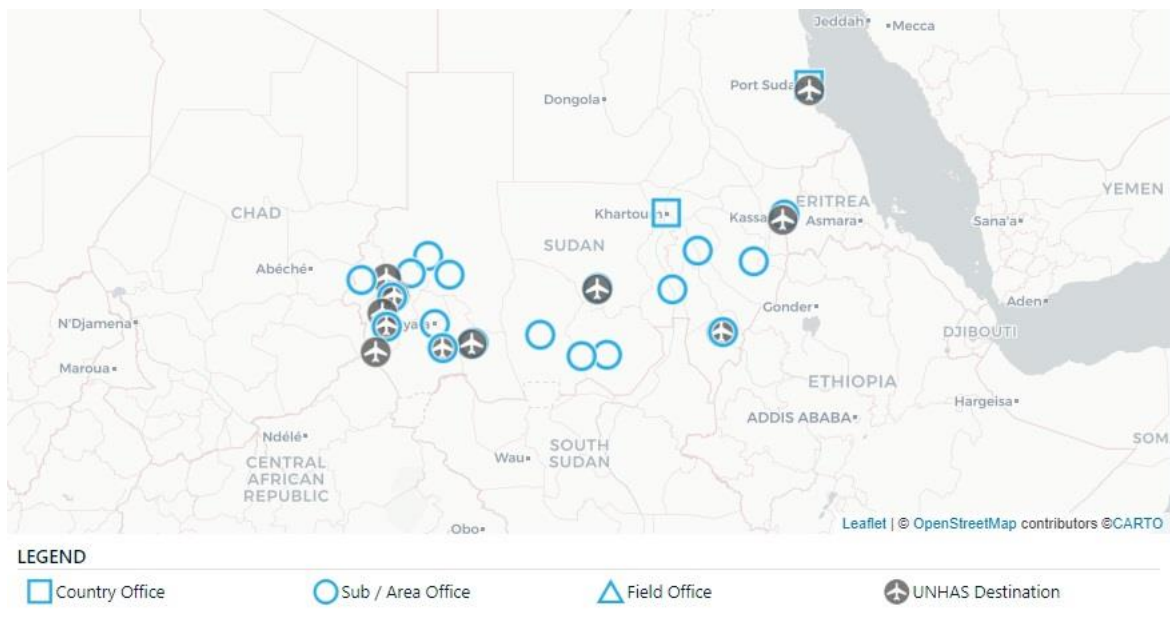 Jeddah
Mecca
Port Suda
Dongola
YEMEN
CHAD
Khartou
Kassa
ERITREA
Asmara
Sana'a
SUDAN
Abéché
Gonder
Aden
N'Djamena
DJIBOUTI
Maroua
ETHIOPIA
Hargeisa
ADDIS ABABA
Ndélé
SOUTH
SUDAN
Wau
SOM
CENTRAL
AFRICAN
REPUBLIC
Obo
Leaflet | © OpenStreetMap contributors ©CARTO
LEGEND
Country Office
Sub / Area Office
Field Office
UNHAS Destination